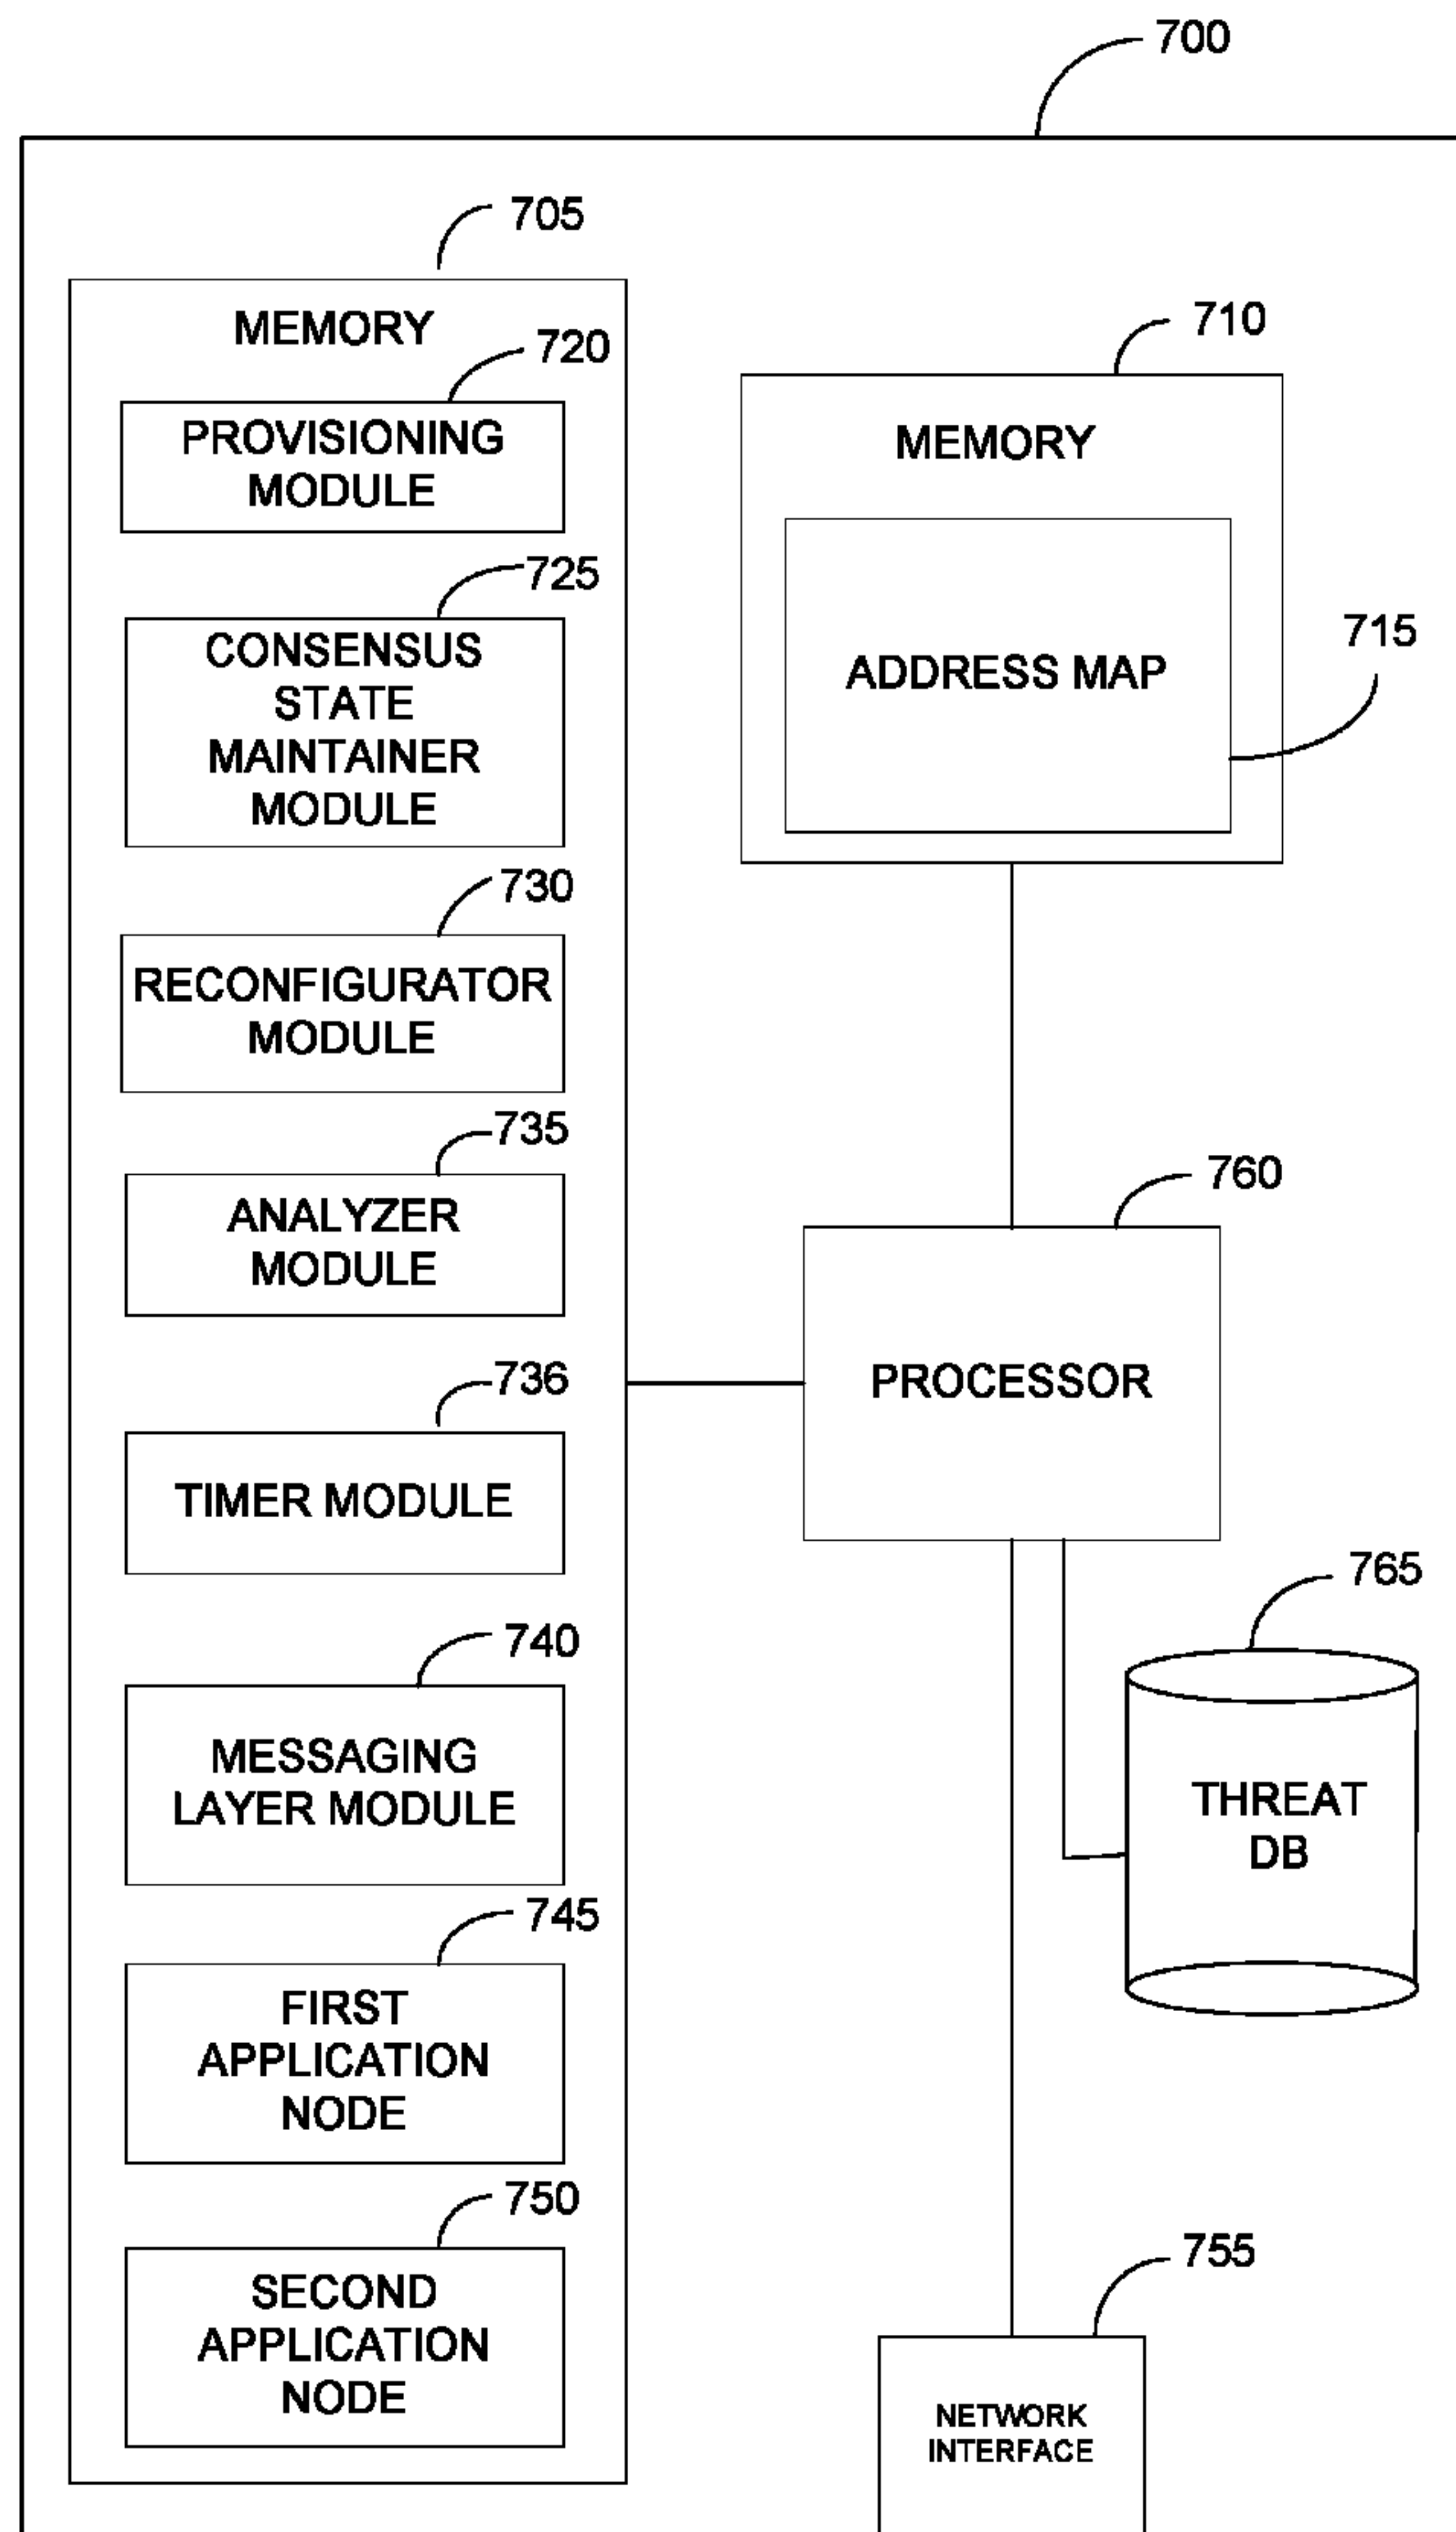 700
705
MEMORY
720
PROVISIONING
MODULE
725
CONSENSUS
STATE
MAINTAINER
MODULE
730
RECONFIGURATOR
MODULE
735
ANALYZER
MODULE
736
TIMER MODULE
740
MESSAGING
LAYER MODULE
745
FIRST
APPLICATION
NODE
750
SECOND
APPLICATION
NODE
710
MEMORY
715
ADDRESS MAP
760
PROCESSOR
765
THREAT
DB
755
NETWORK
INTERFACE